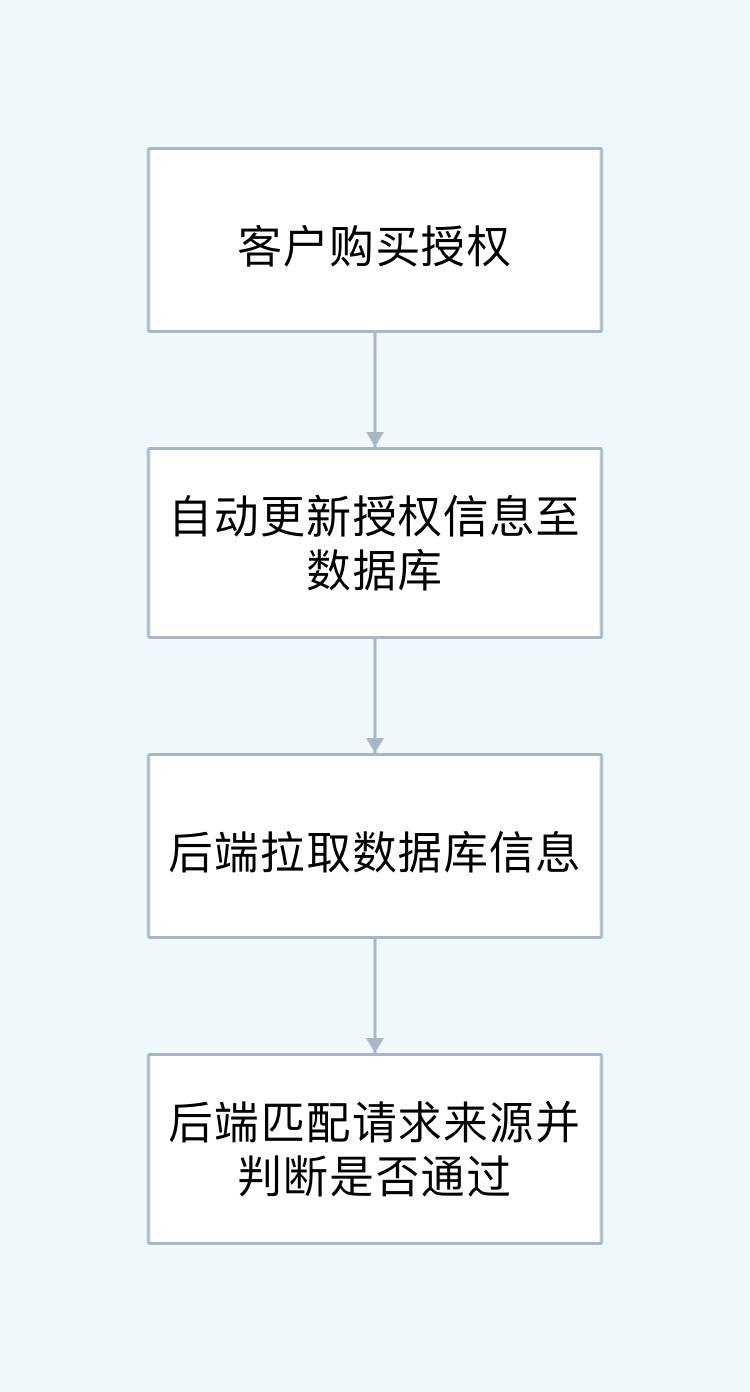 客户购买授权
自动更新授权信息至
数据库
后端拉取数据库信息
后端匹配请求来源并
判断是否通过